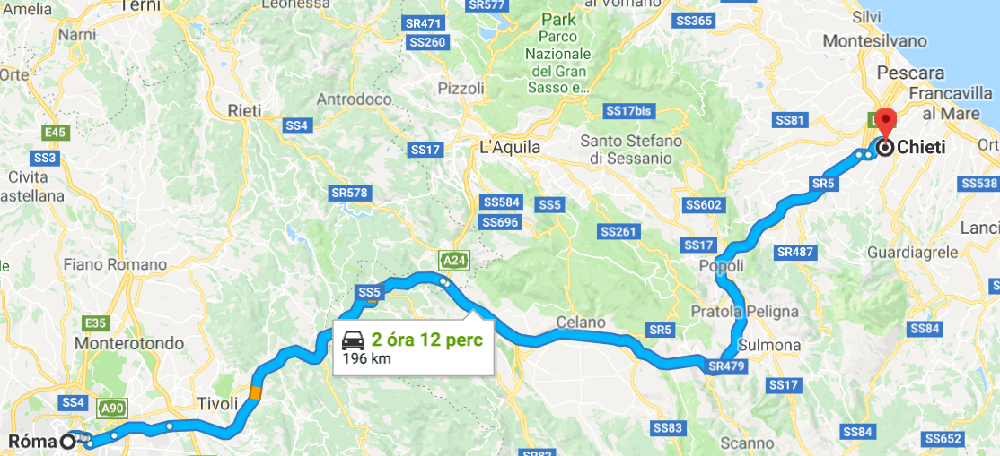 Amelia
Terni
Leonessa
SR577
al Vomano
Silvi
SR471
SS260
Park
Parco
Nazionale
del Gran
Sasso e...
SS365
Montesilvano
Narni
Orte
Antrodoco
Pizzoli
Pescara
Francavilla
al Mare
Rieti
SS4
SS17bis
SS81
E45
SS3
SS17
L'Aquila
Santo Stefano
di Sessanio
Chieti
Civita
astellana
SR578
SS584
SS696
SS5
SS602
SR5
SS538
SS261
SS17
SR487
Lanci
Guardiagrele
Fiano Romano
A24
Popoli
SS5
E35
Monterotondo
2 óra 12 perc
196 km
Celano
SR5
Pratola Peligna
Sulmona
SS84
SR479
SS17
SS4
A90
Tivoli
Róma
SS83
Scanno
SS84
SS652